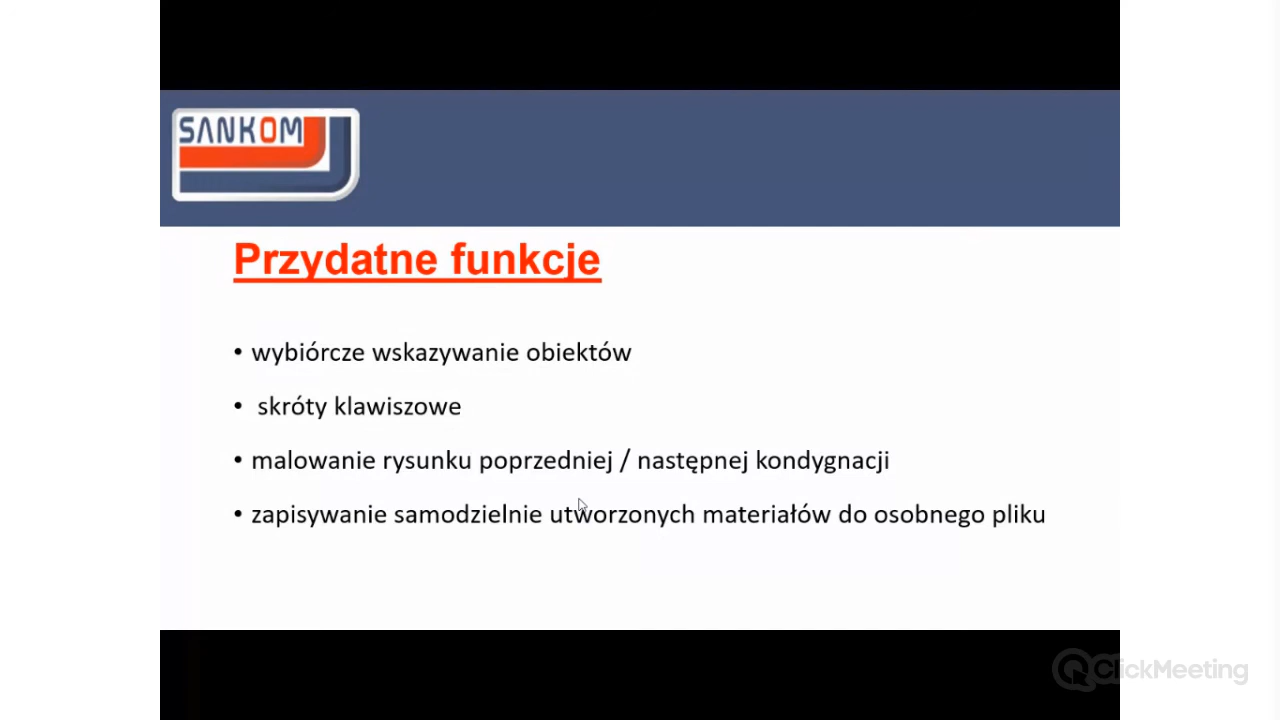 SANKOM
Przydatne funkcje
• wybiórcze wskazywanie obiektów
• skróty klawiszowe
• malowanie rysunku poprzedniej / następnej kondygnacji
• zapisywanie samodzielnie utworzonych materiałów do osobnego pliku
ClickMeeting